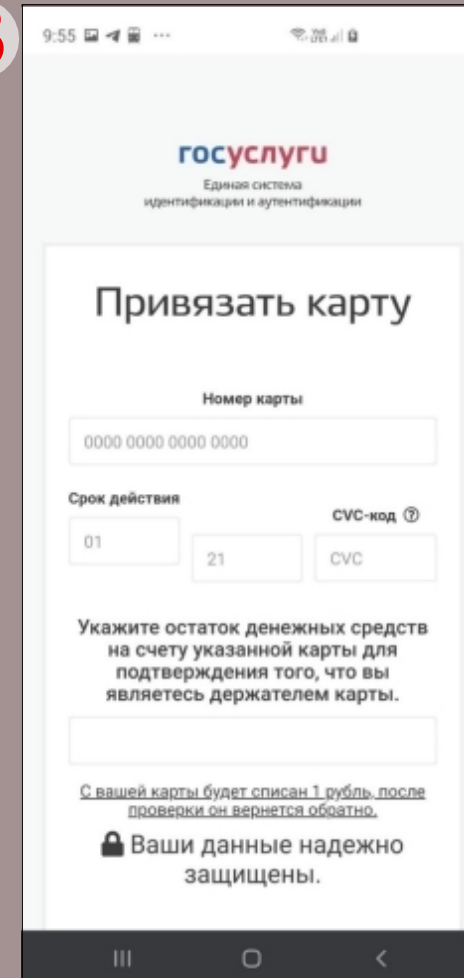 9:55
госуслуги
Единая система
идентификации и аутентификации
Привязать карту
Номер карты
0000 0000 0000 0000
Срок действия
CVC-код ?
01
21
CVC
Укажите остаток денежных средств
на счету указанной карты для
подтверждения того, что вы
являетесь держателем карты.
С вашей карты будет списан 1 рубль, после
проверки он вернется обратно.
Ваши данные надежно
защищены.